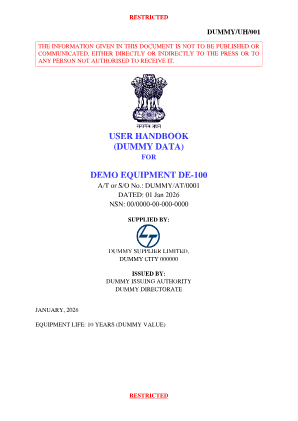 RESTRICTED
DUMMY/UH/001
THE INFORMATION GIVEN IN THIS DOCUMENT IS NOT TO BE PUBLISHED OR
COMMUNICATED, EITHER DIRECTLY OR INDIRECTLY TO THE PRESS OR TO
ANY PERSON NOT AUTHORISED TO RECEIVE IT.
सत्यमेव जयते
USER HANDBOOK
(DUMMY DATA)
FOR
DEMO EQUIPMENT DE-100
A/T or S/O No.: DUMMY/AT/0001
DATED: 01 Jan 2026
NSN: 00/0000-00-000-0000
SUPPLIED BY:
DUMMY SUPPLIER LIMITED,
DUMMY CITY 000000
ISSUED BY:
DUMMY ISSUING AUTHORITY
DUMMY DIRECTORATE
JANUARY, 2026
EQUIPMENT LIFE: 10 YEARS (DUMMY VALUE)
RESTRICTED